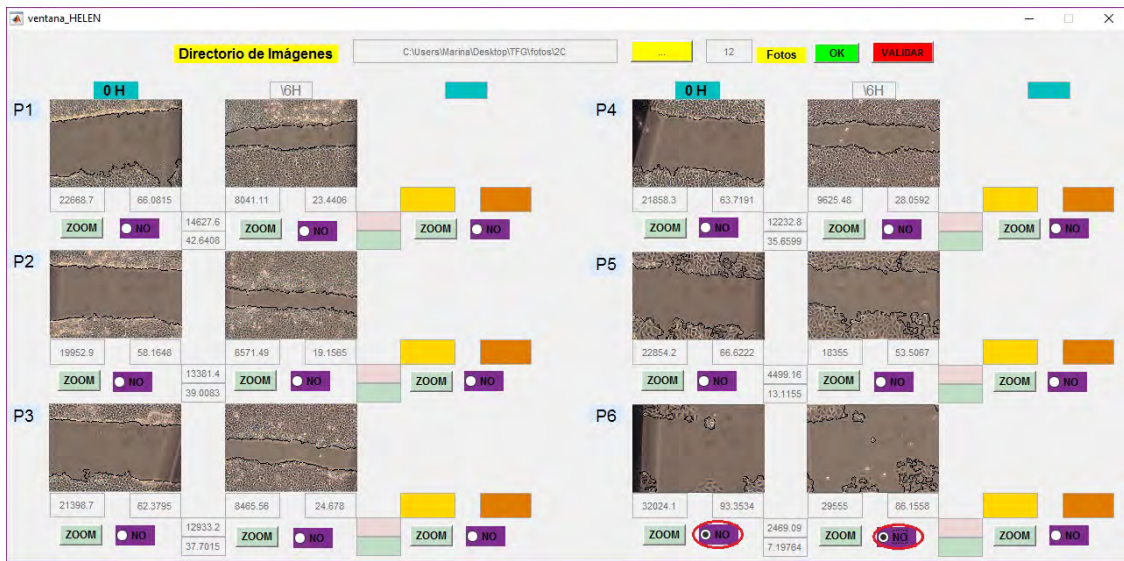 ventana_HELEN
Directorio de Imágenes C:\Users\Marina\Desktop\TFG\fotos\2C ... 12 Fotos OK VALIDAR
0 H \6H 0 H \6H
P1 P4
22668.7 66.0815 8041.11 23.4406 21858.3 63.7191 9625.48 28.0592
ZOOM NO 14627.6 ZOOM NO ZOOM NO ZOOM NO 12232.8 ZOOM NO ZOOM NO
42.6408 35.6599
P2 P5
19952.9 58.1648 6571.49 19.1565 22854.2 66.6222 18355 53.5067
ZOOM NO 13381.4 ZOOM NO ZOOM NO ZOOM NO 4499.16 ZOOM NO ZOOM NO
39.0083 13.1155
P3 P6
21398.7 62.3795 8465.56 24.678 32024.1 93.3534 29555 86.1558
ZOOM NO 12933.2 ZOOM NO ZOOM NO ZOOM NO 2469.09 ZOOM NO ZOOM NO
37.7015 7.19764